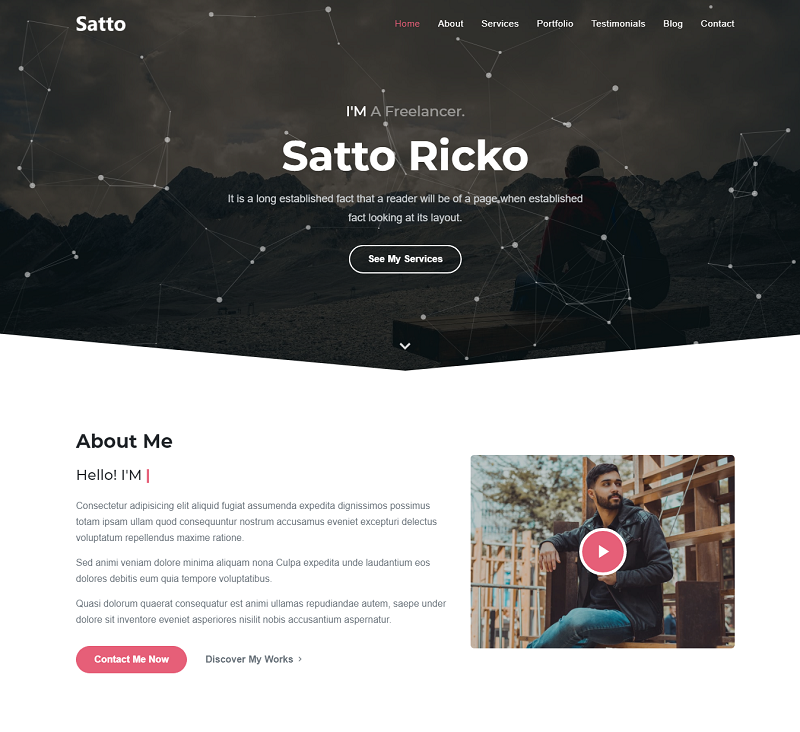 Satto
Home About Services Portfolio Testimonials Blog Contact
I'M A Freelancer.
Satto Ricko
It is a long established fact that a reader will be of a page when established
fact looking at its layout.
See My Services
About Me
Hello! I'M |
Consectetur adipisicing elit aliquid fugiat assumenda expedita dignissimos possimus
totam ipsam ullam quod consequuntur nostrum accusamus eveniet excepturi delectus
voluptatum repellendus maxime ratione.
Sed animi veniam dolore minima aliquam nona Culpa expedita unde laudantium eos
dolores debitis eum quia tempore voluptatibus.
Quasi dolorum quaerat consequatur est animi ullamas repudiandae autem, saepe under
dolore sit inventore eveniet asperiores nisilit nobis accusantium aspernatur.
Contact Me Now Discover My Works >